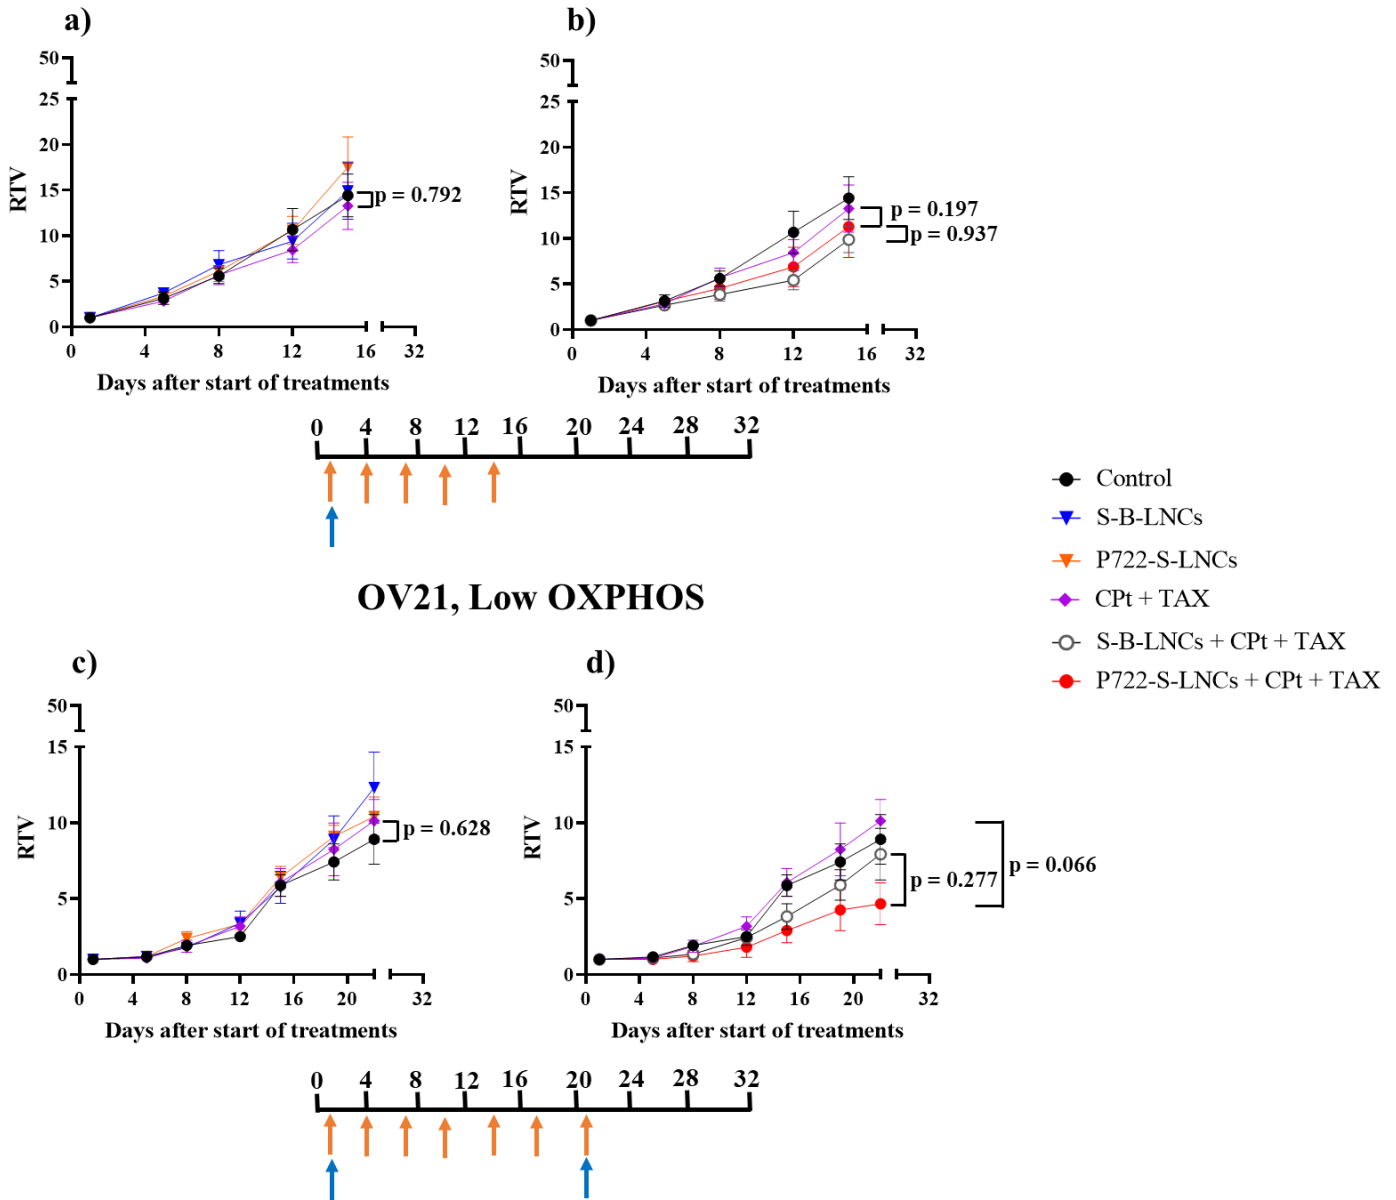 a)
b)
50
25
20
15
10
5
0
RTV
p = 0.792
0 4 8 12 16 32
Days after start of treatments
50
25
20
15
10
5
0
RTV
p = 0.197
p = 0.937
0 4 8 12 16 32
Days after start of treatments
0 4 8 12 16 20 24 28 32
Control
S-B-LNCs
P722-S-LNCs
CPt + TAX
S-B-LNCs + CPt + TAX
P722-S-LNCs + CPt + TAX
OV21, Low OXPHOS
c)
d)
50
15
10
5
0
RTV
p = 0.628
0 4 8 12 16 20 32
Days after start of treatments
50
15
10
5
0
RTV
p = 0.277
p = 0.066
0 4 8 12 16 20 32
Days after start of treatments
0 4 8 12 16 20 24 28 32